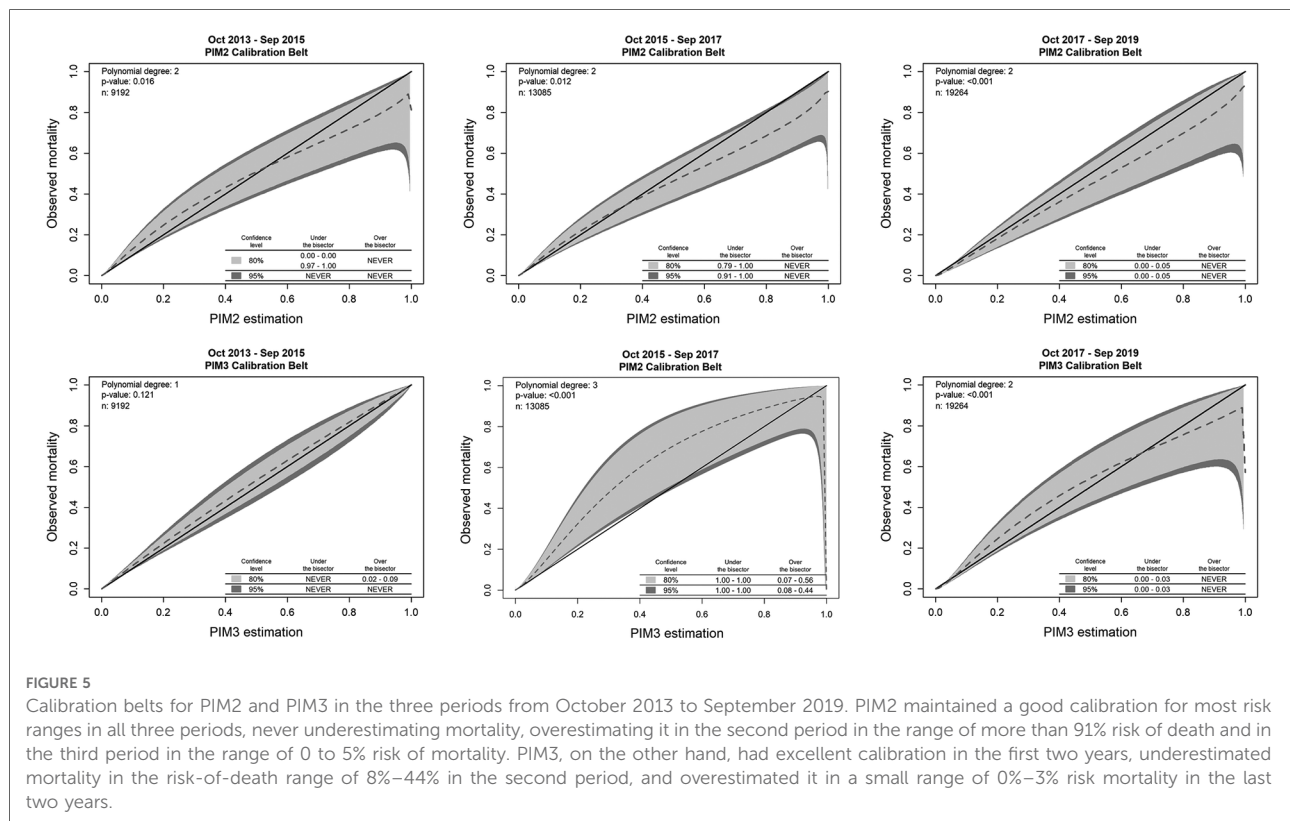 Oct 2013 - Sep 2015
PIM2 Calibration Belt
Polynomial degree: 2
p-value: 0.016
n: 9192
Observed mortality
1.0
0.8
0.6
0.4
0.2
0.0
Confidence level Under the bisector Over the bisector
80% 0.00 - 0.00 0.97 - 1.00 NEVER
95% NEVER NEVER
0.0 0.2 0.4 0.6 0.8 1.0
PIM2 estimation
Oct 2015 - Sep 2017
PIM2 Calibration Belt
Polynomial degree: 2
p-value: 0.012
n: 13085
Observed mortality
1.0
0.8
0.6
0.4
0.2
0.0
Confidence level Under the bisector Over the bisector
80% 0.79 - 1.00 NEVER
95% 0.91 - 1.00 NEVER
0.0 0.2 0.4 0.6 0.8 1.0
PIM2 estimation
Oct 2017 - Sep 2019
PIM2 Calibration Belt
Polynomial degree: 2
p-value: <0.001
n: 19264
Observed mortality
1.0
0.8
0.6
0.4
0.2
0.0
Confidence level Under the bisector Over the bisector
80% 0.00 - 0.05 NEVER
95% 0.00 - 0.05 NEVER
0.0 0.2 0.4 0.6 0.8 1.0
PIM2 estimation
Oct 2013 - Sep 2015
PIM3 Calibration Belt
Polynomial degree: 1
p-value: 0.121
n: 9192
Observed mortality
1.0
0.8
0.6
0.4
0.2
0.0
Confidence level Under the bisector Over the bisector
80% NEVER 0.02 - 0.09
95% NEVER NEVER
0.0 0.2 0.4 0.6 0.8 1.0
PIM3 estimation
Oct 2015 - Sep 2017
PIM2 Calibration Belt
Polynomial degree: 3
p-value: <0.001
n: 13085
Observed mortality
1.0
0.8
0.6
0.4
0.2
0.0
Confidence level Under the bisector Over the bisector
80% 1.00 - 1.00 0.07 - 0.56
95% 1.00 - 1.00 0.08 - 0.44
0.0 0.2 0.4 0.6 0.8 1.0
PIM3 estimation
Oct 2017 - Sep 2019
PIM3 Calibration Belt
Polynomial degree: 2
p-value: <0.001
n: 19264
Observed mortality
1.0
0.8
0.6
0.4
0.2
0.0
Confidence level Under the bisector Over the bisector
80% 0.00 - 0.03 NEVER
95% 0.00 - 0.03 NEVER
0.0 0.2 0.4 0.6 0.8 1.0
PIM3 estimation
FIGURE 5
Calibration belts for PIM2 and PIM3 in the three periods from October 2013 to September 2019. PIM2 maintained a good calibration for most risk
ranges in all three periods, never underestimating mortality, overestimating it in the second period in the range of more than 91% risk of death and in
the third period in the range of 0 to 5% risk of mortality. PIM3, on the other hand, had excellent calibration in the first two years, underestimated
mortality in the risk-of-death range of 8%–44% in the second period, and overestimated it in a small range of 0%–3% risk mortality in the last
two years.